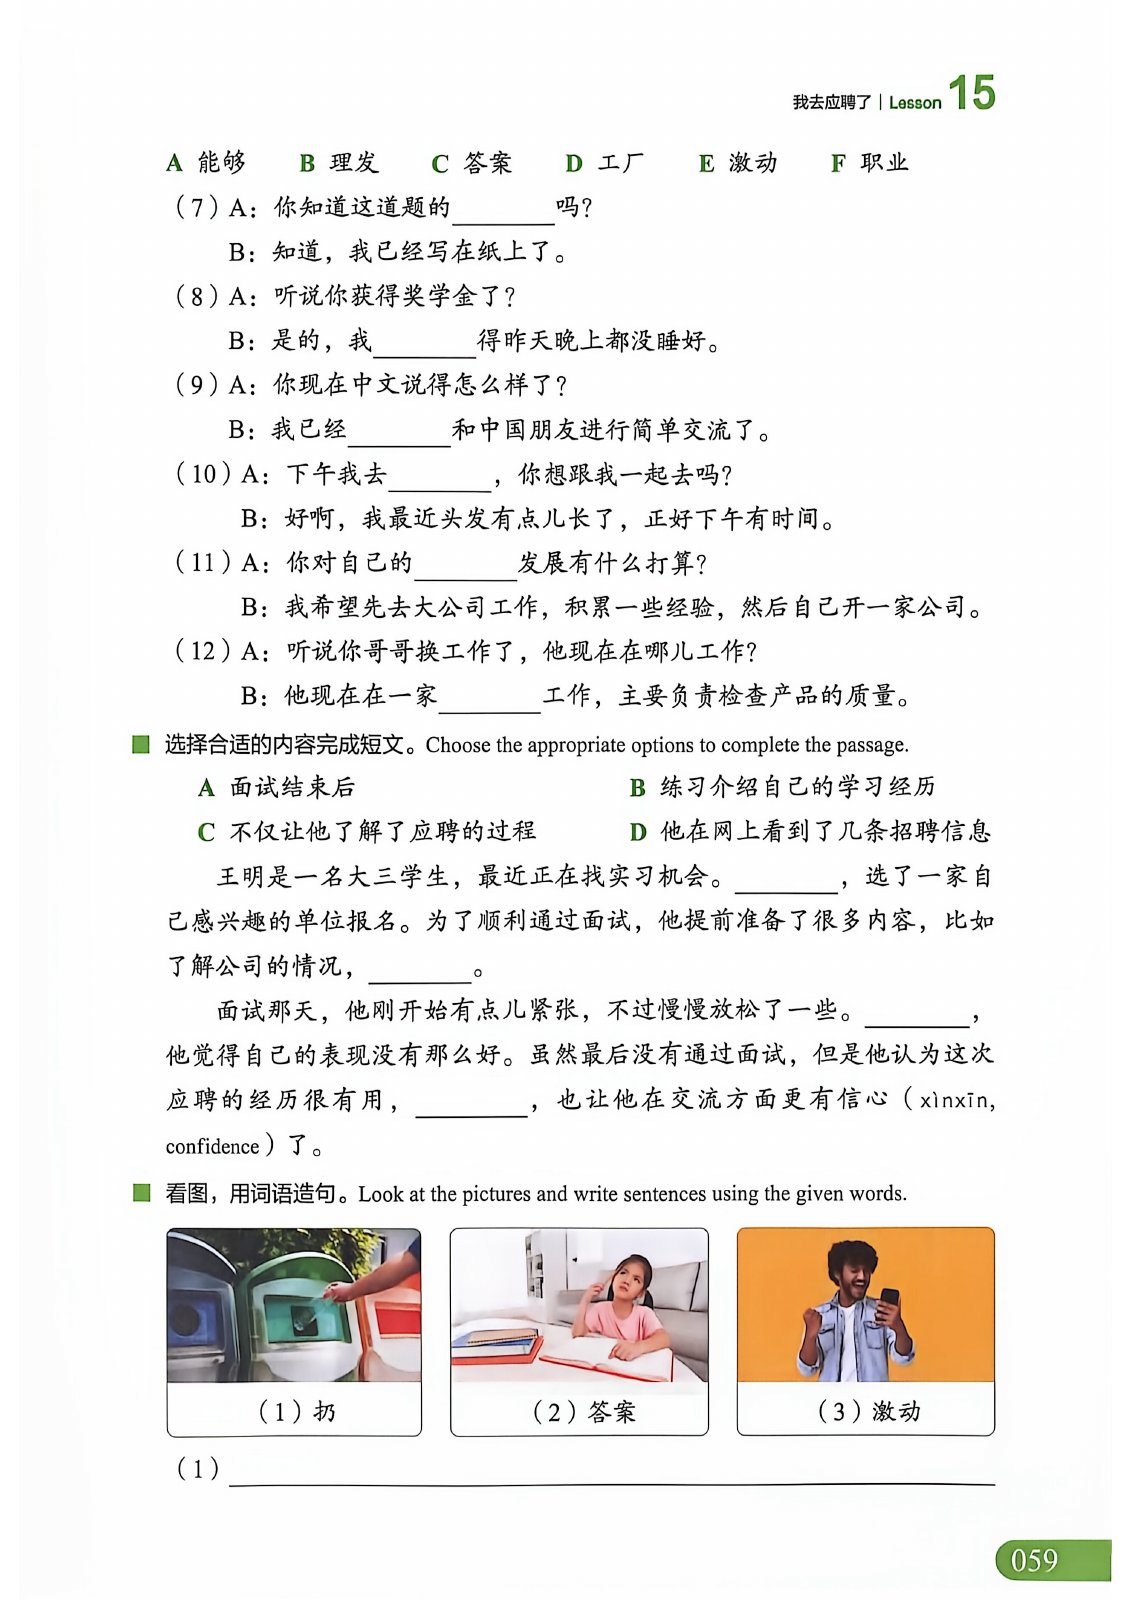 我去应聘了 | Lesson 15
A 能够 B 理发 C 答案 D 工厂 E 激动 F 职业
（7）A：你知道这道题的________吗？
B：知道，我已经写在纸上了。
（8）A：听说你获得奖学金了？
B：是的，我________得昨天晚上都没睡好。
（9）A：你现在中文说得怎么样了？
B：我已经________和中国朋友进行简单交流了。
（10）A：下午我去________，你想跟我一起去吗？
B：好啊，我最近头发有点儿长了，正好下午有时间。
（11）A：你对自己的________发展有什么打算？
B：我希望先去大公司工作，积累一些经验，然后自己开一家公司。
（12）A：听说你哥哥换工作了，他现在在哪儿工作？
B：他现在在一家________工作，主要负责检查产品的质量。
选择合适的内容完成短文。Choose the appropriate options to complete the passage.
A 面试结束后 B 练习介绍自己的学习经历
C 不仅让他了解了应聘的过程 D 他在网上看到了几条招聘信息
王明是一名大三学生，最近正在找实习机会。________，选了一家自
己感兴趣的单位报名。为了顺利通过面试，他提前准备了很多内容，比如
了解公司的情况，________。
面试那天，他刚开始有点儿紧张，不过慢慢放松了一些。________，
他觉得自己的表现没有那么好。虽然最后没有通过面试，但是他认为这次
应聘的经历很有用，________，也让他在交流方面更有信心（xìnxīn,
confidence）了。
看图，用词语造句。Look at the pictures and write sentences using the given words.
（1）扔 （2）答案 （3）激动
（1）________
059